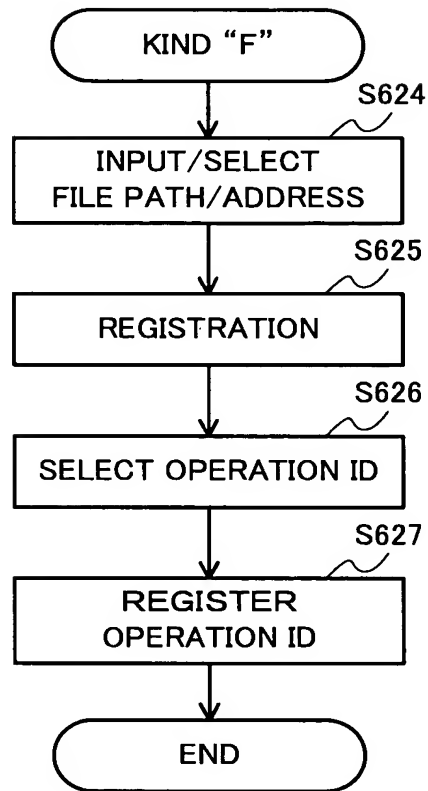 KIND “F”
S624
INPUT/SELECT
FILE PATH/ADDRESS
S625
REGISTRATION
S626
SELECT OPERATION ID
S627
REGISTER
OPERATION ID
END